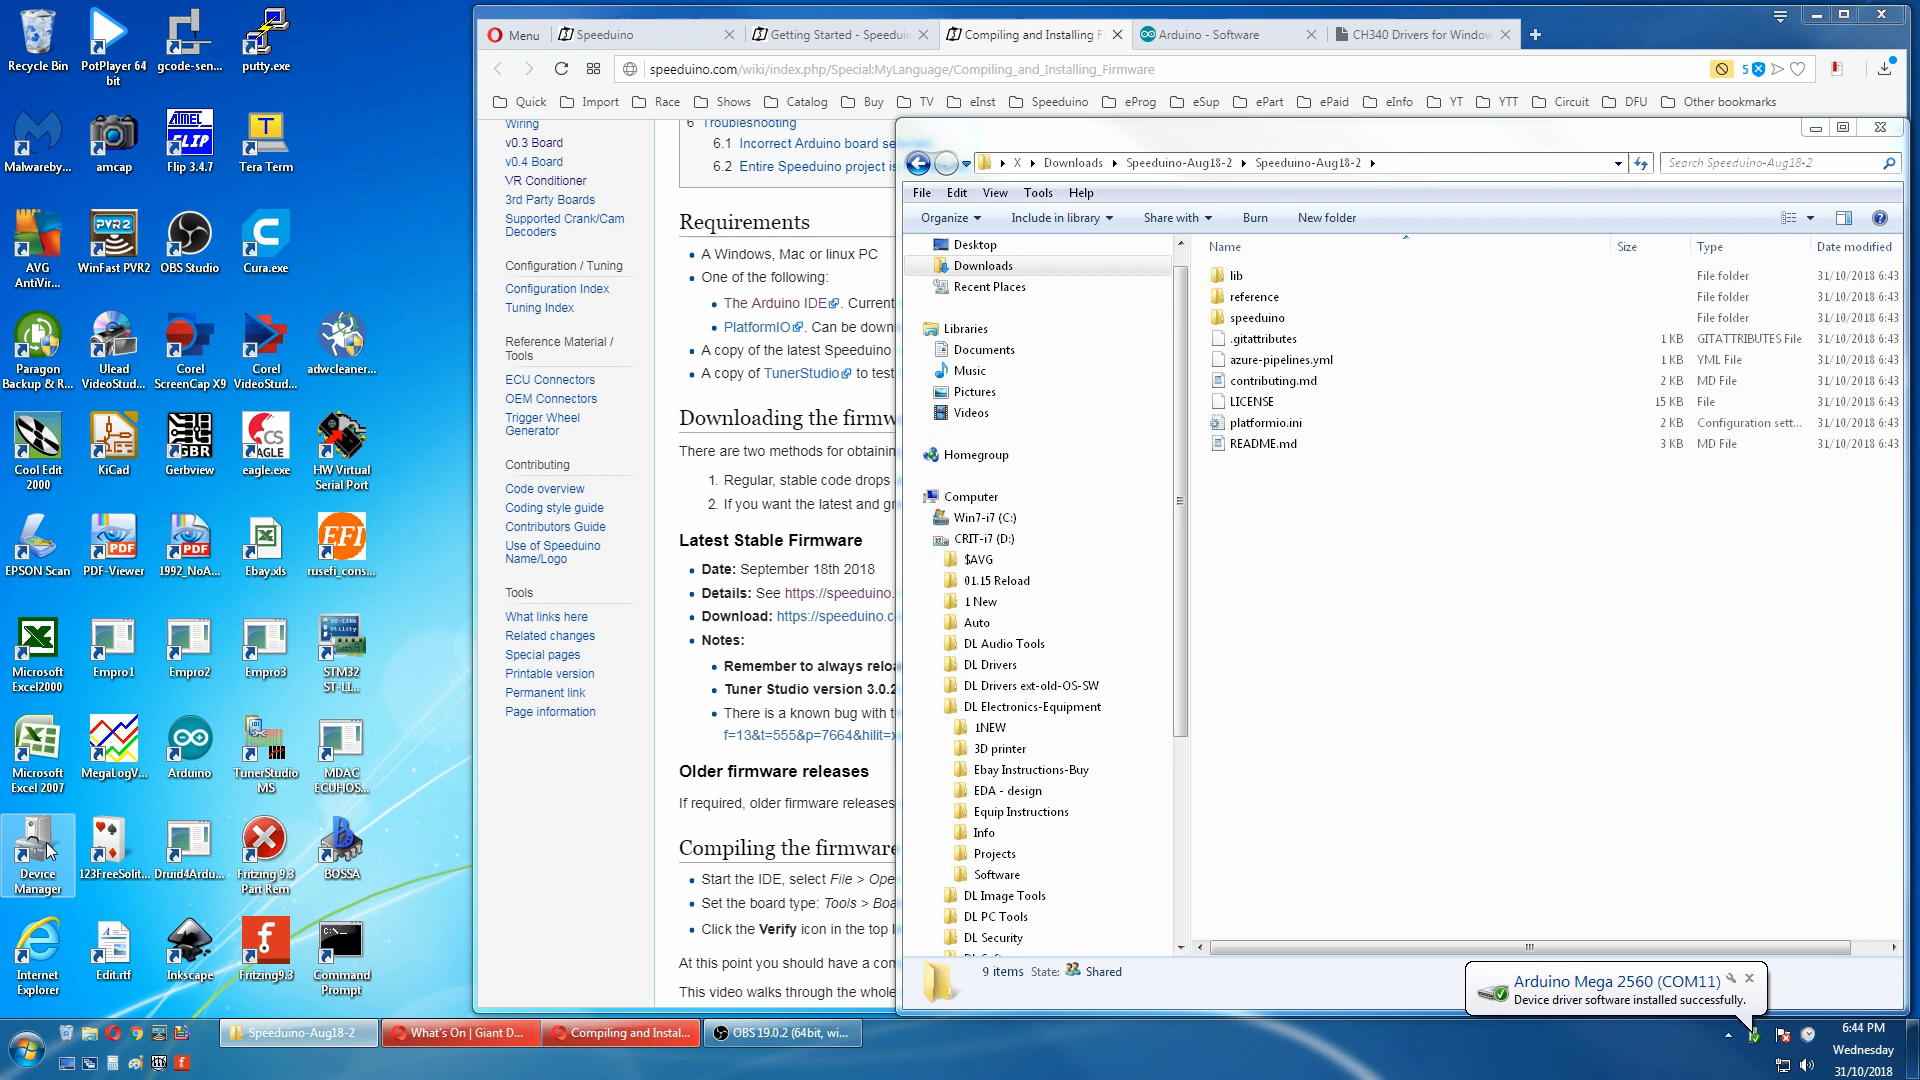 Recycle Bin
PotPlayer 64 bit
gcode-sen...
putty.exe
Malwareby...
amcap
ATMEL
FLIP
Flip 3.4.7
T
Tera Term
AVG AntiVir...
PVR2
WinFast PVR2
OBS Studio
Cura.exe
Paragon Backup & R...
Ulead VideoStud...
Corel ScreenCap X9
Corel VideoStud...
adwcleaner...
Cool Edit 2000
KiCad
GBR
Gerbview
CS
EAGLE
eagle.exe
HW Virtual Serial Port
EPSON Scan
PDF
PDF-Viewer
PDF
1992_NoA...
Ebay.xls
EFI
rusefi_cons...
Microsoft Excel2000
Empro1
Empro2
Empro3
STM32 ST-LI...
Microsoft Excel 2007
MegaLogV...
Arduino
TunerStudio MS
MDAC ECUHOS...
Device Manager
123FreeSolit...
Druid4Ardu...
Fritzing 9.3 Part Rem
BOSSA
Internet Explorer
Edit.rtf
Inkscape
Fritzing9.3
Command Prompt
Menu
Speeduino
Getting Started - Speeduin
Compiling and Installing F
Arduino - Software
CH340 Drivers for Window
speeduino.com/wiki/index.php/Special:MyLanguage/Compiling_and_Installing_Firmware
5
Quick Import Race Shows Catalog Buy TV eInst Speeduino eProg eSup ePart ePaid eInfo YT YTT Circuit DFU Other bookmarks
Wiring
v0.3 Board
v0.4 Board
VR Conditioner
3rd Party Boards
Supported Crank/Cam
Decoders
Configuration / Tuning
Configuration Index
Tuning Index
Reference Material /
Tools
ECU Connectors
OEM Connectors
Trigger Wheel
Generator
Contributing
Code overview
Coding style guide
Contributors Guide
Use of Speeduino
Name/Logo
Tools
What links here
Related changes
Special pages
Printable version
Permanent link
Page information
6 Troubleshooting
6.1 Incorrect Arduino board se
6.2 Entire Speeduino project is
Requirements
A Windows, Mac or linux PC
One of the following:
The Arduino IDE. Current
PlatformIO. Can be down
A copy of the latest Speeduino
A copy of TunerStudio to test
Downloading the firmw
There are two methods for obtainin
1. Regular, stable code drops
2. If you want the latest and gr
Latest Stable Firmware
Date: September 18th 2018
Details: See https://speeduino.
Download: https://speeduino.c
Notes:
Remember to always reloa
Tuner Studio version 3.0.2
There is a known bug with t
f=13&t=555&p=7664&hilit=x
Older firmware releases
If required, older firmware releases
Compiling the firmware
Start the IDE, select File > Ope
Set the board type: Tools > Boa
Click the Verify icon in the top l
At this point you should have a com
This video walks through the whole
X Downloads Speeduino-Aug18-2 Speeduino-Aug18-2
Search Speeduino-Aug18-2
File Edit View Tools Help
Organize Include in library Share with Burn New folder
Desktop
Downloads
Recent Places
Libraries
Documents
Music
Pictures
Videos
Homegroup
Computer
Win7-i7 (C:)
CRIT-i7 (D:)
$AVG
01.15 Reload
1 New
Auto
DL Audio Tools
DL Drivers
DL Drivers ext-old-OS-SW
DL Electronics-Equipment
1NEW
3D printer
Ebay Instructions-Buy
EDA - design
Equip Instructions
Info
Projects
Software
DL Image Tools
DL PC Tools
DL Security
Name Size Type Date modified
lib File folder 31/10/2018 6:43
reference File folder 31/10/2018 6:43
speeduino File folder 31/10/2018 6:43
.gitattributes 1 KB GITATTRIBUTES File 31/10/2018 6:43
azure-pipelines.yml 1 KB YML File 31/10/2018 6:43
contributing.md 2 KB MD File 31/10/2018 6:43
LICENSE 15 KB File 31/10/2018 6:43
platformio.ini 2 KB Configuration sett... 31/10/2018 6:43
README.md 3 KB MD File 31/10/2018 6:43
9 items State: Shared
Arduino Mega 2560 (COM11)
Device driver software installed successfully.
Speeduino-Aug18-2
What's On | Giant D...
Compiling and Instal...
OBS 19.0.2 (64bit, wi...
6:44 PM
Wednesday
31/10/2018